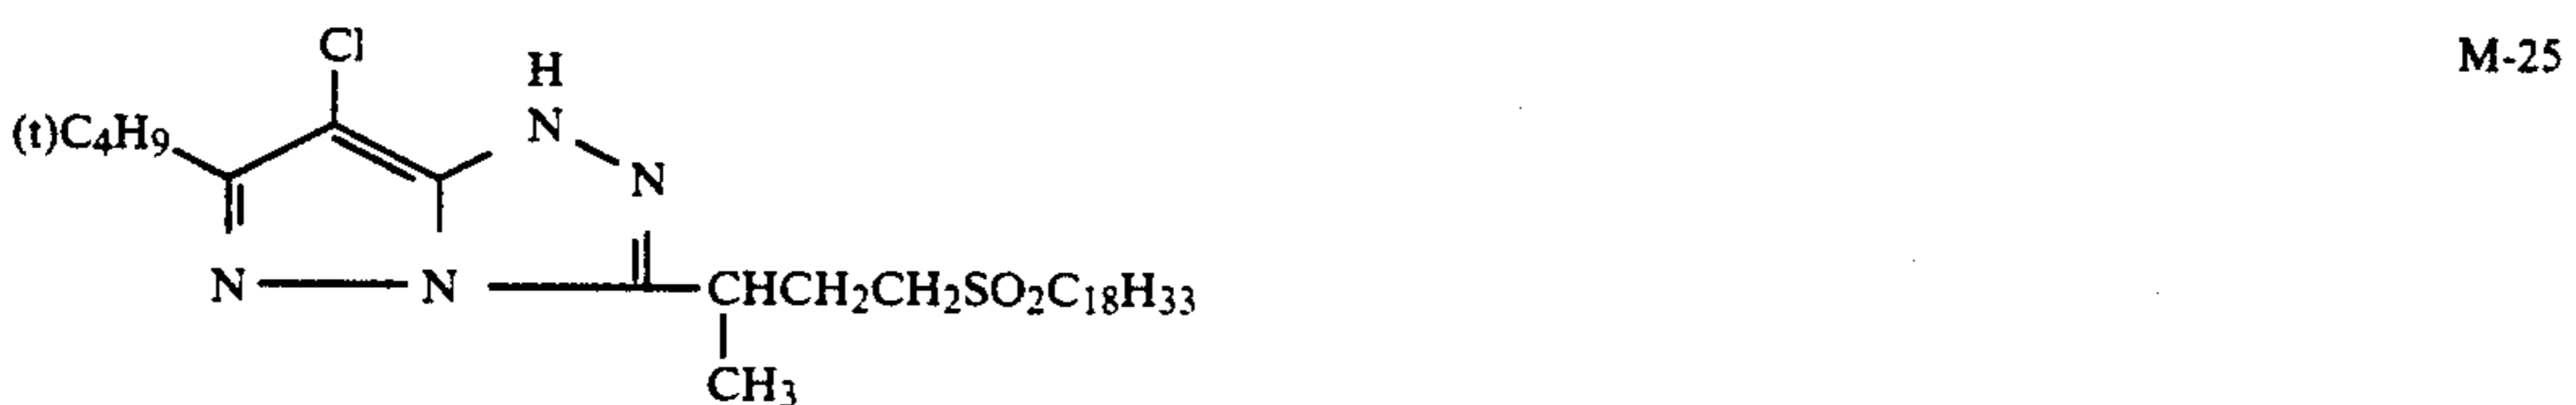 Cl
H
M-25
(t)C4H9
N
N
N
N
CHCH2CH2SO2C18H33
CH3